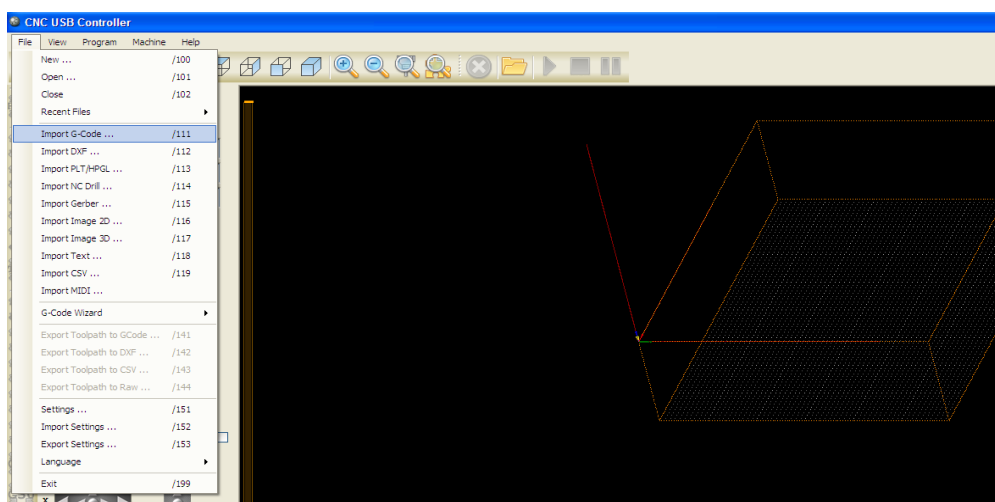 CNC USB Controller
File View Program Machine Help
New ... /100
Open ... /101
Close /102
Recent Files
Import G-Code ... /111
Import DXF ... /112
Import PLT/HPGL ... /113
Import NC Drill ... /114
Import Gerber ... /115
Import Image 2D ... /116
Import Image 3D ... /117
Import Text ... /118
Import CSV ... /119
Import MIDI ...
G-Code Wizard
Export Toolpath to GCode ... /141
Export Toolpath to DXF ... /142
Export Toolpath to CSV ... /143
Export Toolpath to Raw ... /144
Settings ... /151
Import Settings ... /152
Export Settings ... /153
Language
Exit /199
X